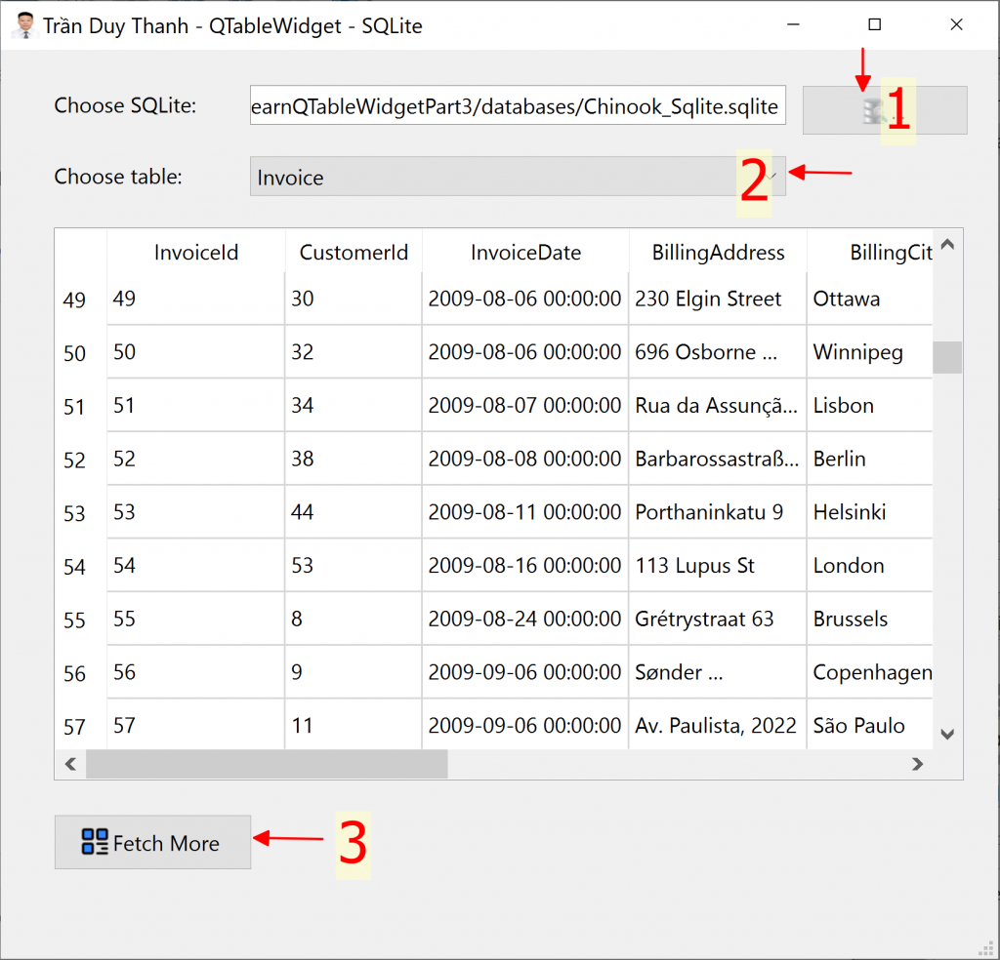 Trần Duy Thanh - QTableWidget - SQLite
Choose SQLite: earnQTableWidgetPart3/databases/Chinook_Sqlite.sqlite 1
Choose table: Invoice 2
InvoiceId CustomerId InvoiceDate BillingAddress BillingCit
49 49 30 2009-08-06 00:00:00 230 Elgin Street Ottawa
50 50 32 2009-08-06 00:00:00 696 Osborne ... Winnipeg
51 51 34 2009-08-07 00:00:00 Rua da Assunçã... Lisbon
52 52 38 2009-08-08 00:00:00 Barbarossastraß... Berlin
53 53 44 2009-08-11 00:00:00 Porthaninkatu 9 Helsinki
54 54 53 2009-08-16 00:00:00 113 Lupus St London
55 55 8 2009-08-24 00:00:00 Grétrystraat 63 Brussels
56 56 9 2009-09-06 00:00:00 Sønder ... Copenhagen
57 57 11 2009-09-06 00:00:00 Av. Paulista, 2022 São Paulo
Fetch More 3